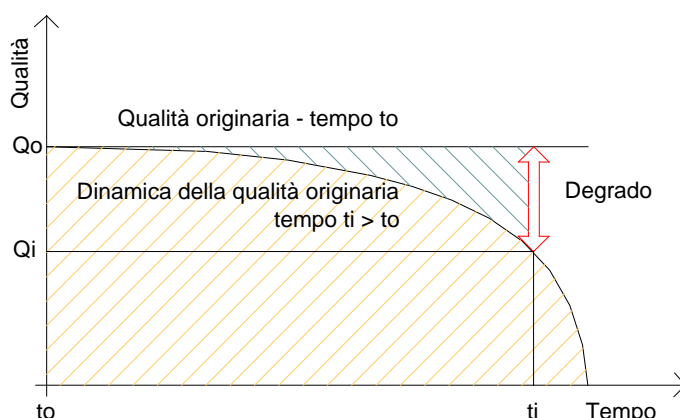 Qualità
Qualità originaria - tempo to
Qo
Dinamica della qualità originaria
tempo ti > to
Degrado
Qi
to
ti
Tempo